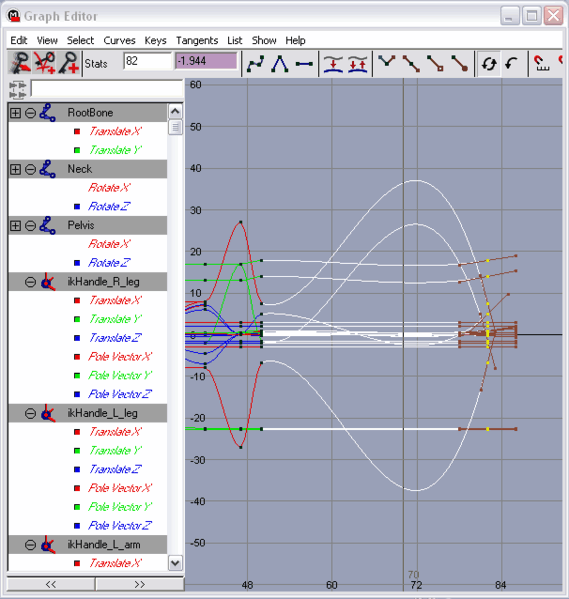 Graph Editor
Edit View Select Curves Keys Tangents List Show Help
Stats 82 -1.944
RootBone
Translate X
Translate Y
Neck
Rotate X
Rotate Z
Pelvis
Rotate X
Rotate Z
ikHandle_R_leg
Translate X
Translate Y
Translate Z
Pole Vector X
Pole Vector Y
Pole Vector Z
ikHandle_L_leg
Translate X
Translate Y
Translate Z
Pole Vector X
Pole Vector Y
Pole Vector Z
ikHandle_L_arm
Translate X
<< >>
60
50
40
30
20
10
0
-10
-20
-30
-40
-50
70
48 60 72 84